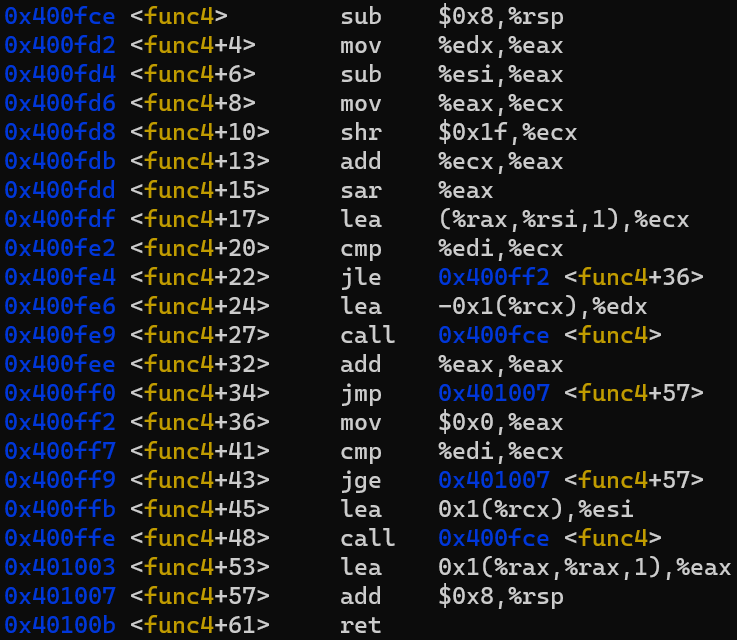 0x400fce <func4>        sub    $0x8,%rsp
0x400fd2 <func4+4>      mov    %edx,%eax
0x400fd4 <func4+6>      sub    %esi,%eax
0x400fd6 <func4+8>      mov    %eax,%ecx
0x400fd8 <func4+10>     shr    $0x1f,%ecx
0x400fdb <func4+13>     add    %ecx,%eax
0x400fdd <func4+15>     sar    %eax
0x400fdf <func4+17>     lea    (%rax,%rsi,1),%ecx
0x400fe2 <func4+20>     cmp    %edi,%ecx
0x400fe4 <func4+22>     jle    0x400ff2 <func4+36>
0x400fe6 <func4+24>     lea    -0x1(%rcx),%edx
0x400fe9 <func4+27>     call   0x400fce <func4>
0x400fee <func4+32>     add    %eax,%eax
0x400ff0 <func4+34>     jmp    0x401007 <func4+57>
0x400ff2 <func4+36>     mov    $0x0,%eax
0x400ff7 <func4+41>     cmp    %edi,%ecx
0x400ff9 <func4+43>     jge    0x401007 <func4+57>
0x400ffb <func4+45>     lea    0x1(%rcx),%esi
0x400ffe <func4+48>     call   0x400fce <func4>
0x401003 <func4+53>     lea    0x1(%rax,%rax,1),%eax
0x401007 <func4+57>     add    $0x8,%rsp
0x40100b <func4+61>     ret